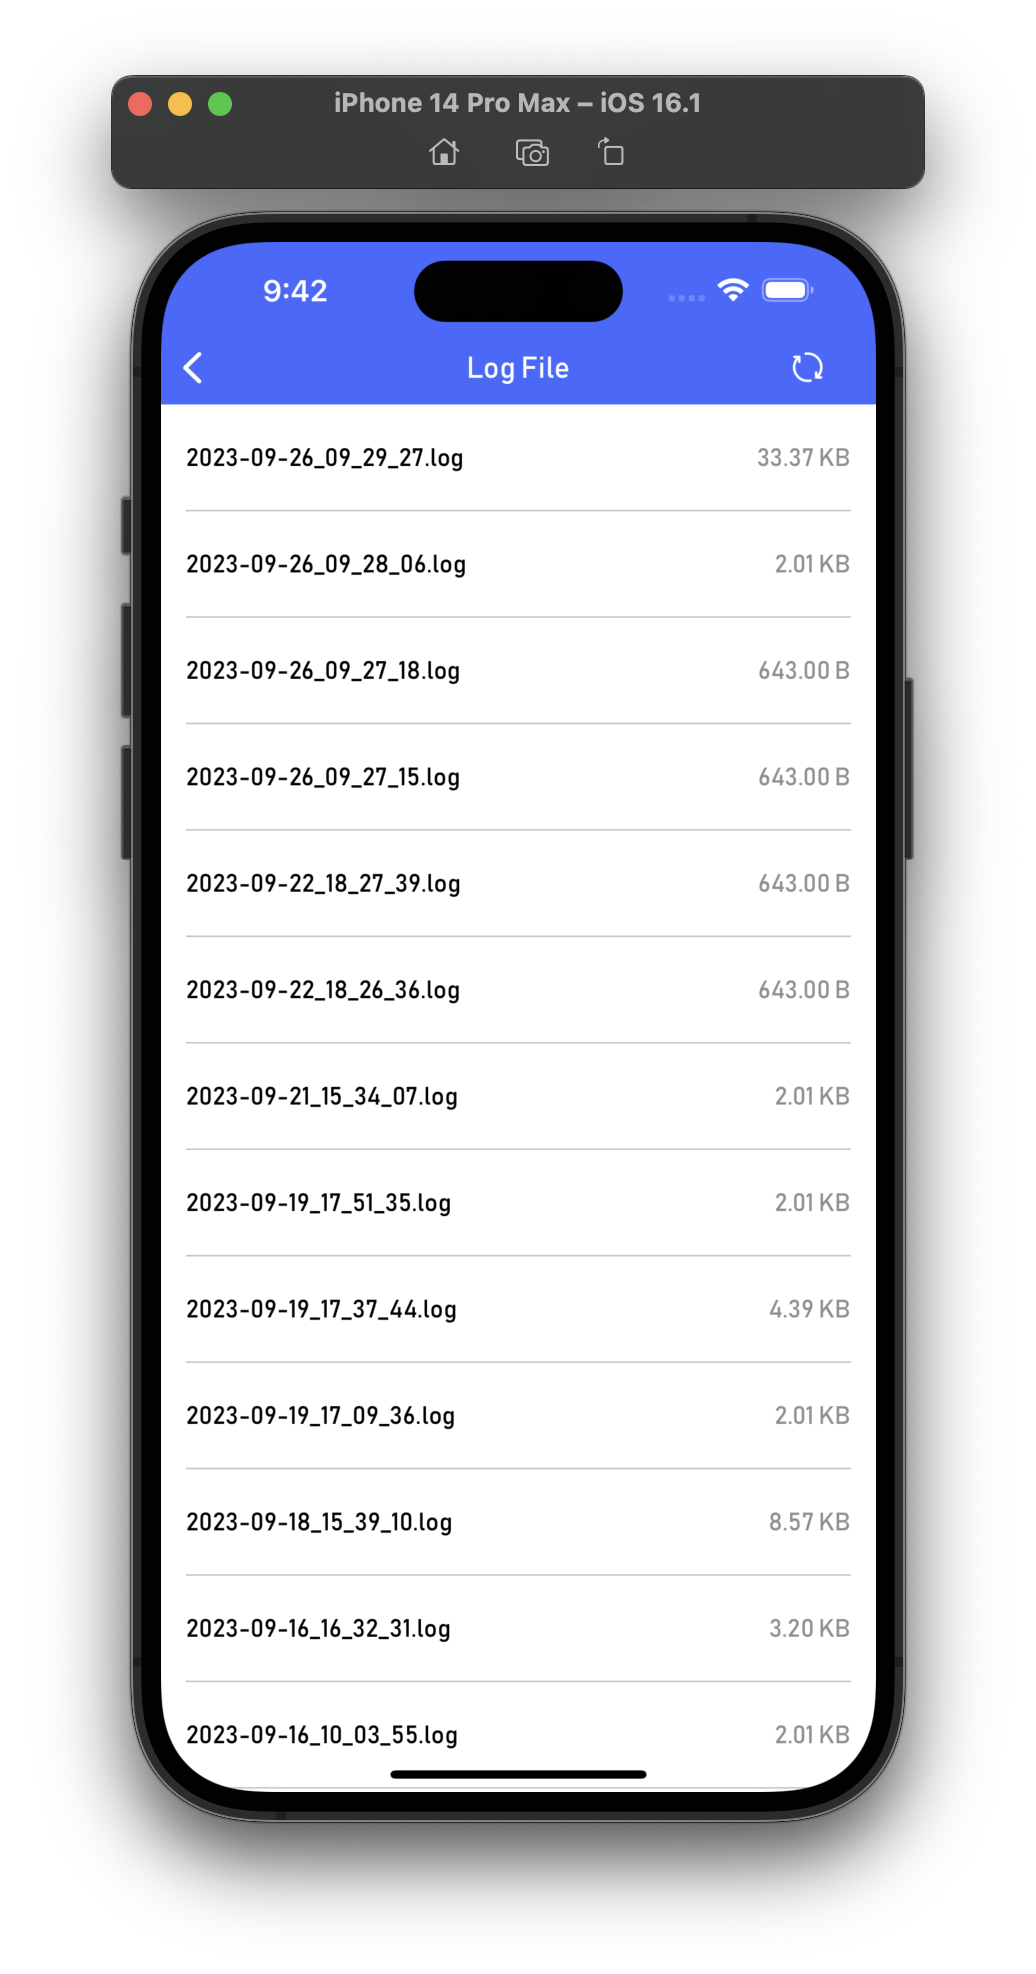 iPhone 14 Pro Max – iOS 16.1
9:42
Log File
2023-09-26_09_29_27.log 33.37 KB
2023-09-26_09_28_06.log 2.01 KB
2023-09-26_09_27_18.log 643.00 B
2023-09-26_09_27_15.log 643.00 B
2023-09-22_18_27_39.log 643.00 B
2023-09-22_18_26_36.log 643.00 B
2023-09-21_15_34_07.log 2.01 KB
2023-09-19_17_51_35.log 2.01 KB
2023-09-19_17_37_44.log 4.39 KB
2023-09-19_17_09_36.log 2.01 KB
2023-09-18_15_39_10.log 8.57 KB
2023-09-16_16_32_31.log 3.20 KB
2023-09-16_10_03_55.log 2.01 KB